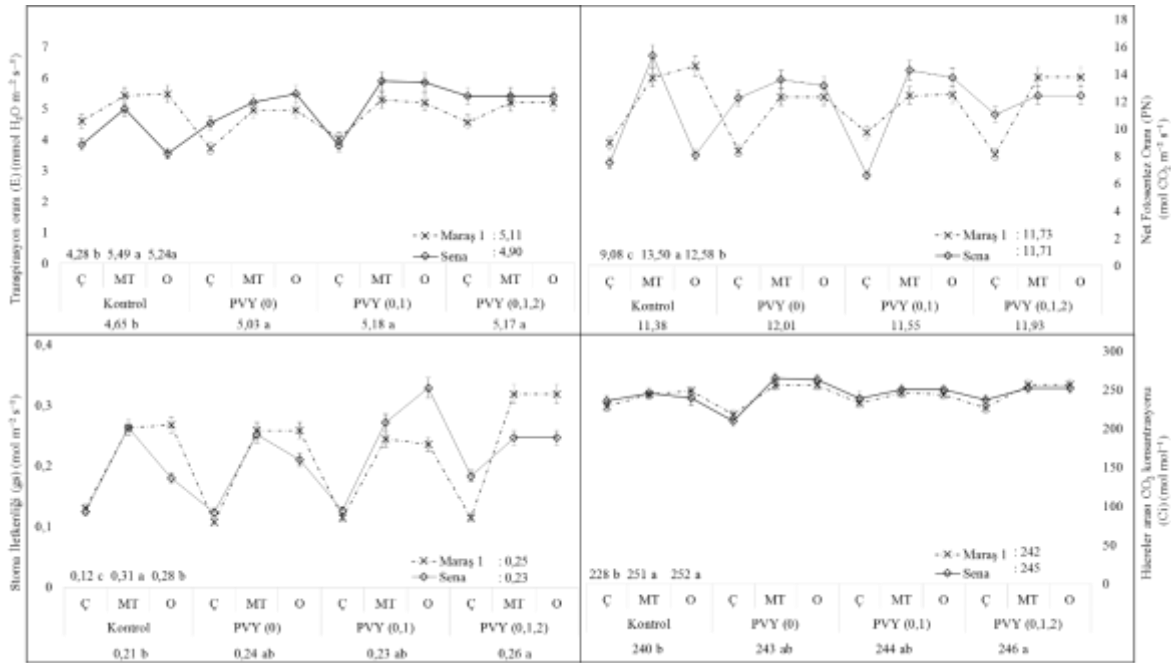 Transpirasyon oranı (E) (mmol H₂O m⁻² s⁻²)
7
6
5
4
3
2
1
0
4,28 b 5,49 a 5,24a
Maraş 1 : 5,11
Sena : 4,90
Ç MT O Ç MT O Ç MT O Ç MT O
Kontrol PVY (0) PVY (0,1) PVY (0,1,2)
4,65 b 5,03 a 5,18 a 5,17 a
Net Fotosentez Oranı (PN)
(mol CO₂ m⁻² s⁻¹)
18
16
14
12
10
8
6
4
2
0
9,08 c 13,50 a 12,58 b
Maraş 1 : 11,73
Sena : 11,71
Ç MT O Ç MT O Ç MT O Ç MT O
Kontrol PVY (0) PVY (0,1) PVY (0,1,2)
11,38 12,01 11,55 11,93
Stoma İletkenliği (gs) (mol m⁻² s⁻¹)
0,4
0,3
0,2
0,1
0
0,12 c 0,31 a 0,28 b
Maraş 1 : 0,25
Sena : 0,23
Ç MT O Ç MT O Ç MT O Ç MT O
Kontrol PVY (0) PVY (0,1) PVY (0,1,2)
0,21 b 0,24 ab 0,23 ab 0,26 a
Hücreler arası CO₂ konsantrasyonu
(Ci) (mol mol⁻¹)
300
250
200
150
100
50
0
228 b 251 a 252 a
Maraş 1 : 242
Sena : 245
Ç MT O Ç MT O Ç MT O Ç MT O
Kontrol PVY (0) PVY (0,1) PVY (0,1,2)
240 b 243 ab 244 ab 246 a